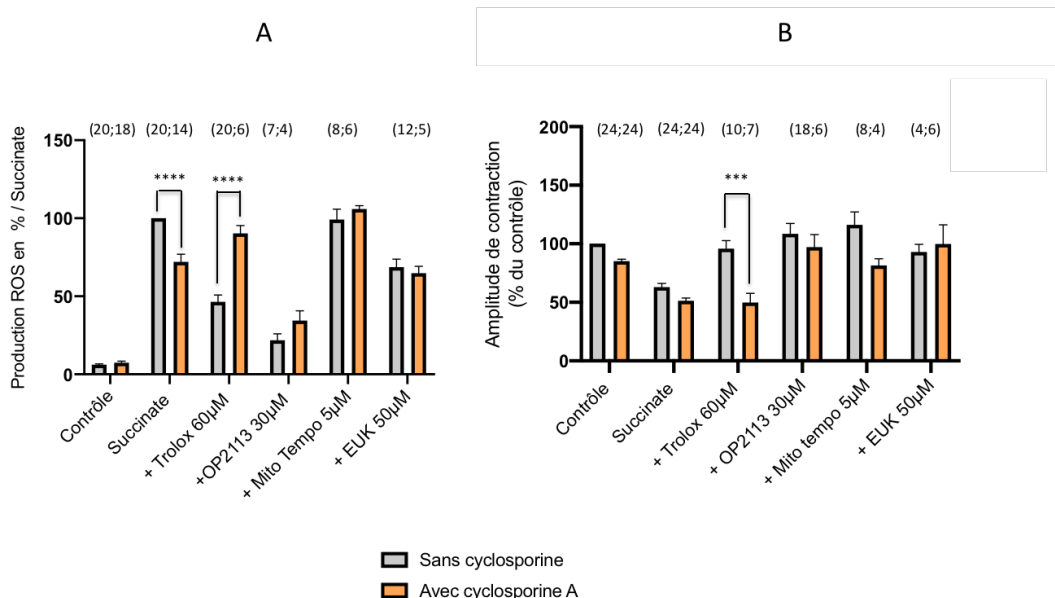 A
B
Production ROS en % / Succinate
150
100
50
0
(20;18) (20;14) (20;6) (7;4) (8;6) (12;5)
**** ****
Contrôle
Succinate
+ Trolox 60µM
+OP2113 30µM
+ Mito Tempo 5µM
+ EUK 50µM
Amplitude de contraction
(% du contrôle)
200
150
100
50
0
(24;24) (24;24) (10;7) (18;6) (8;4) (4;6)
***
Contrôle
Succinate
+ Trolox 60µM
+ OP2113 30µM
+ Mito tempo 5µM
+ EUK 50µM
Sans cyclosporine
Avec cyclosporine A